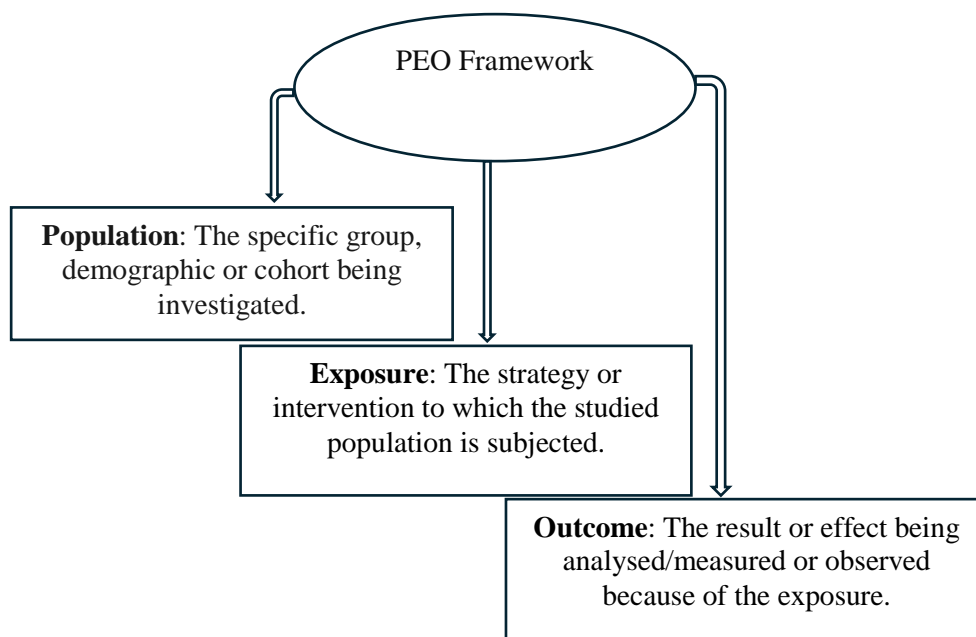 PEO Framework
Population: The specific group,
demographic or cohort being
investigated.
Exposure: The strategy or
intervention to which the studied
population is subjected.
Outcome: The result or effect being
analysed/measured or observed
because of the exposure.